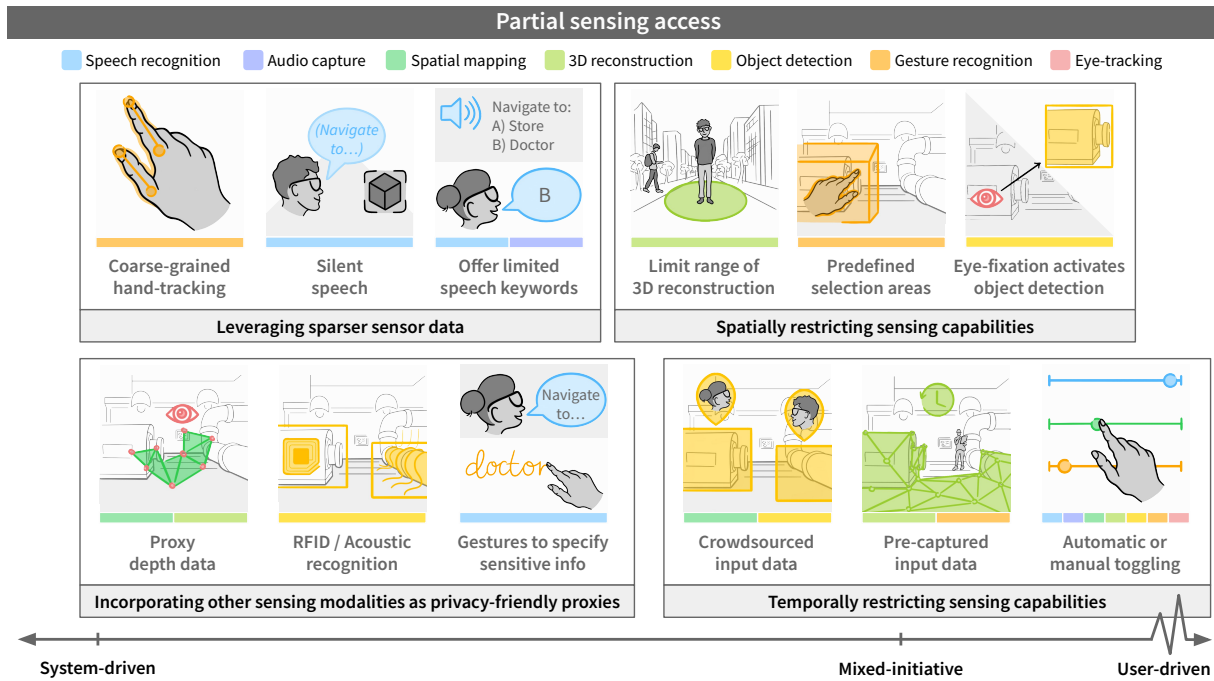 Partial sensing access
Speech recognition
Audio capture
Spatial mapping
3D reconstruction
Object detection
Gesture recognition
Eye-tracking
(Navigate
to...)
Navigate to:
A) Store
B) Doctor
B
Coarse-grained
hand-tracking
Silent
speech
Offer limited
speech keywords
Leveraging sparser sensor data
Limit range of
3D reconstruction
Predefined
selection areas
Eye-fixation activates
object detection
Spatially restricting sensing capabilities
Navigate
to...
doctor
Proxy
depth data
RFID / Acoustic
recognition
Gestures to specify
sensitive info
Incorporating other sensing modalities as privacy-friendly proxies
Crowdsourced
input data
Pre-captured
input data
Automatic or
manual toggling
Temporally restricting sensing capabilities
System-driven
Mixed-initiative
User-driven